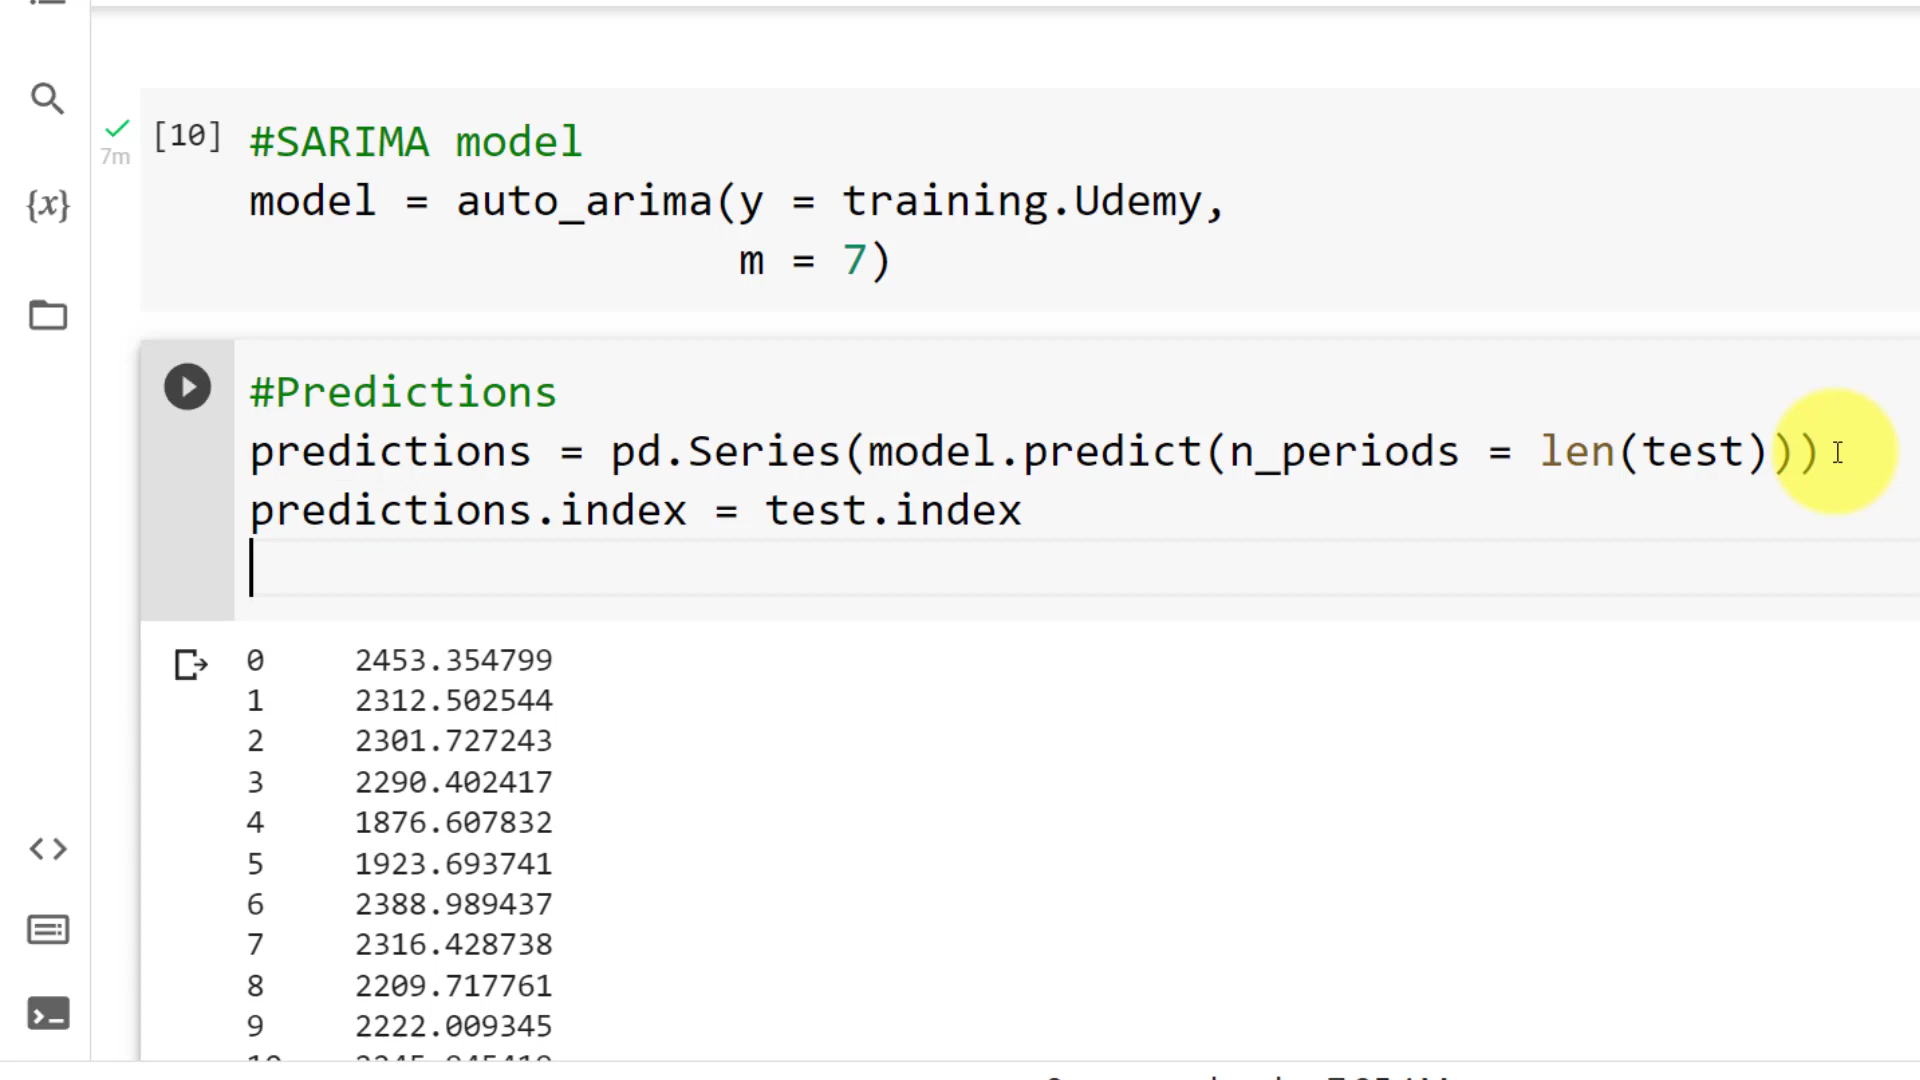 {x}
7m
[10]
#SARIMA model
model = auto_arima(y = training.Udemy,
m = 7)
#Predictions
predictions = pd.Series(model.predict(n_periods = len(test)))
predictions.index = test.index
0 2453.354799
1 2312.502544
2 2301.727243
3 2290.402417
4 1876.607832
5 1923.693741
6 2388.989437
7 2316.428738
8 2209.717761
9 2222.009345